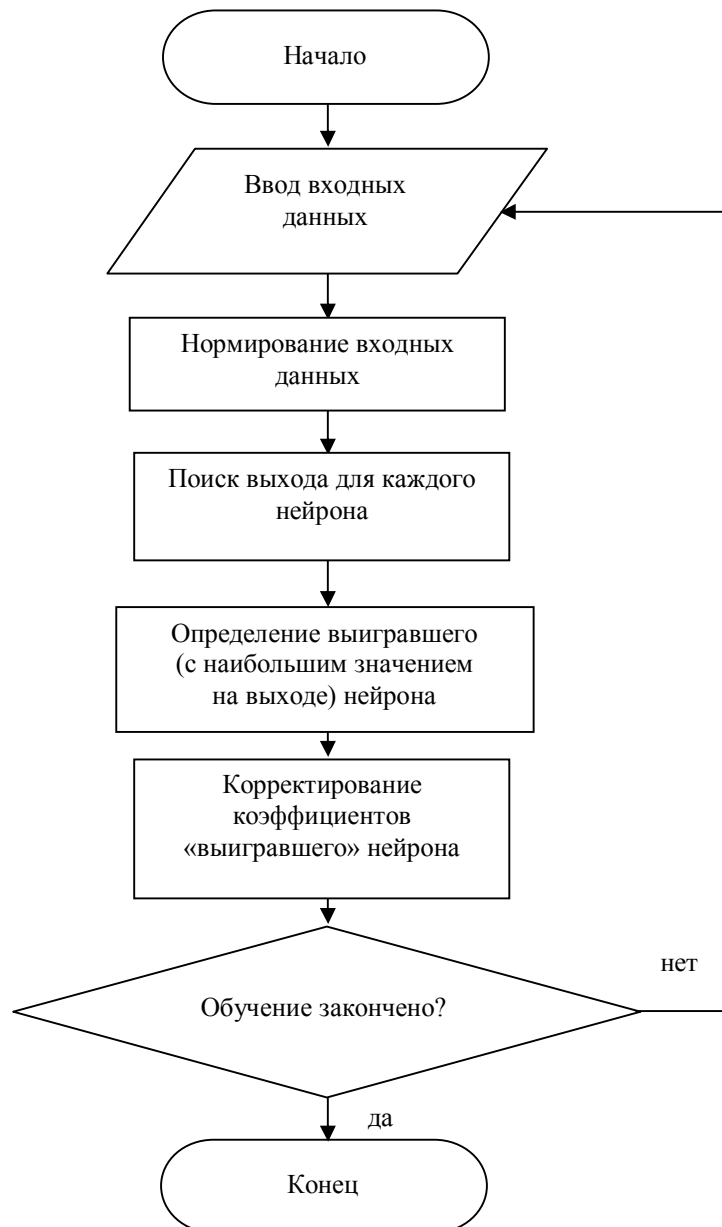 Начало
Ввод входных
данных
Нормирование входных
данных
Поиск выхода для каждого
нейрона
Определение выигравшего
(с наибольшим значением
на выходе) нейрона
Корректирование
коэффициентов
«выигравшего» нейрона
Обучение закончено?
нет
да
Конец